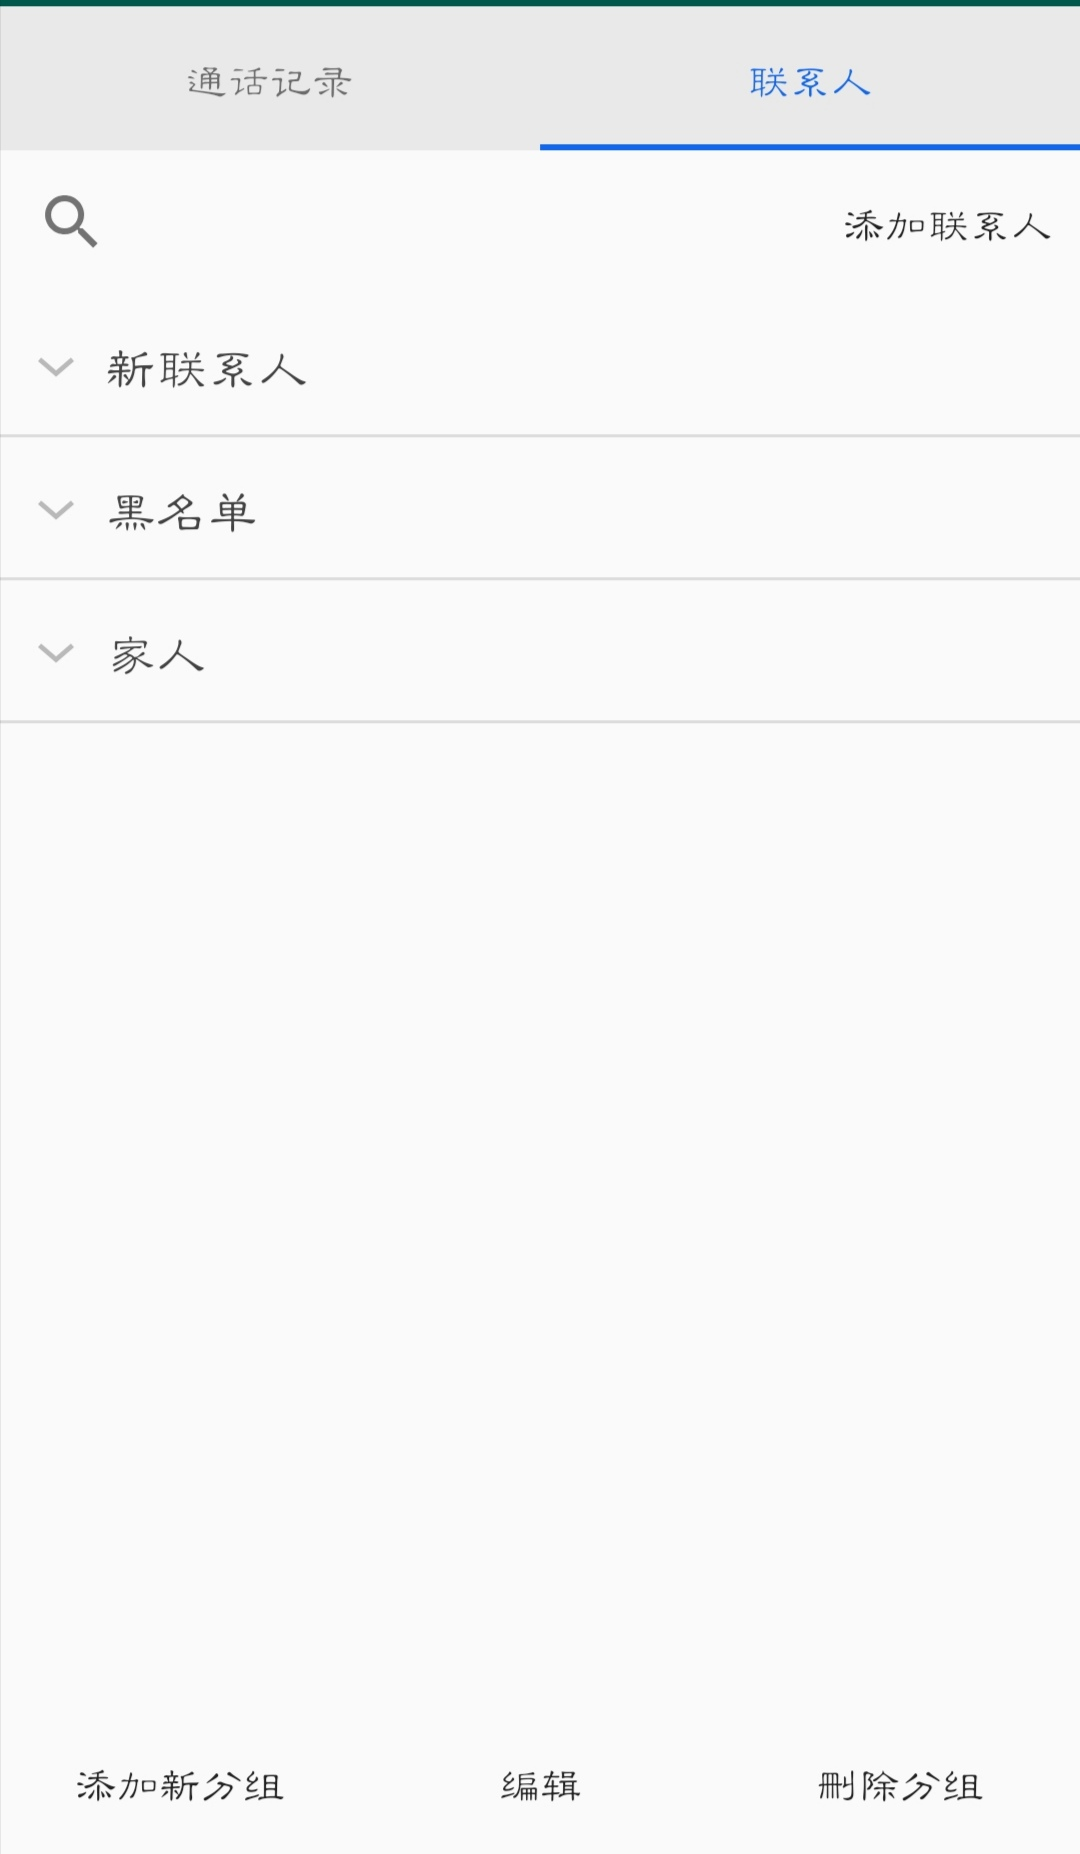 通话记录 联系人
添加联系人
新联系人
黑名单
家人
添加新分组 编辑 删除分组